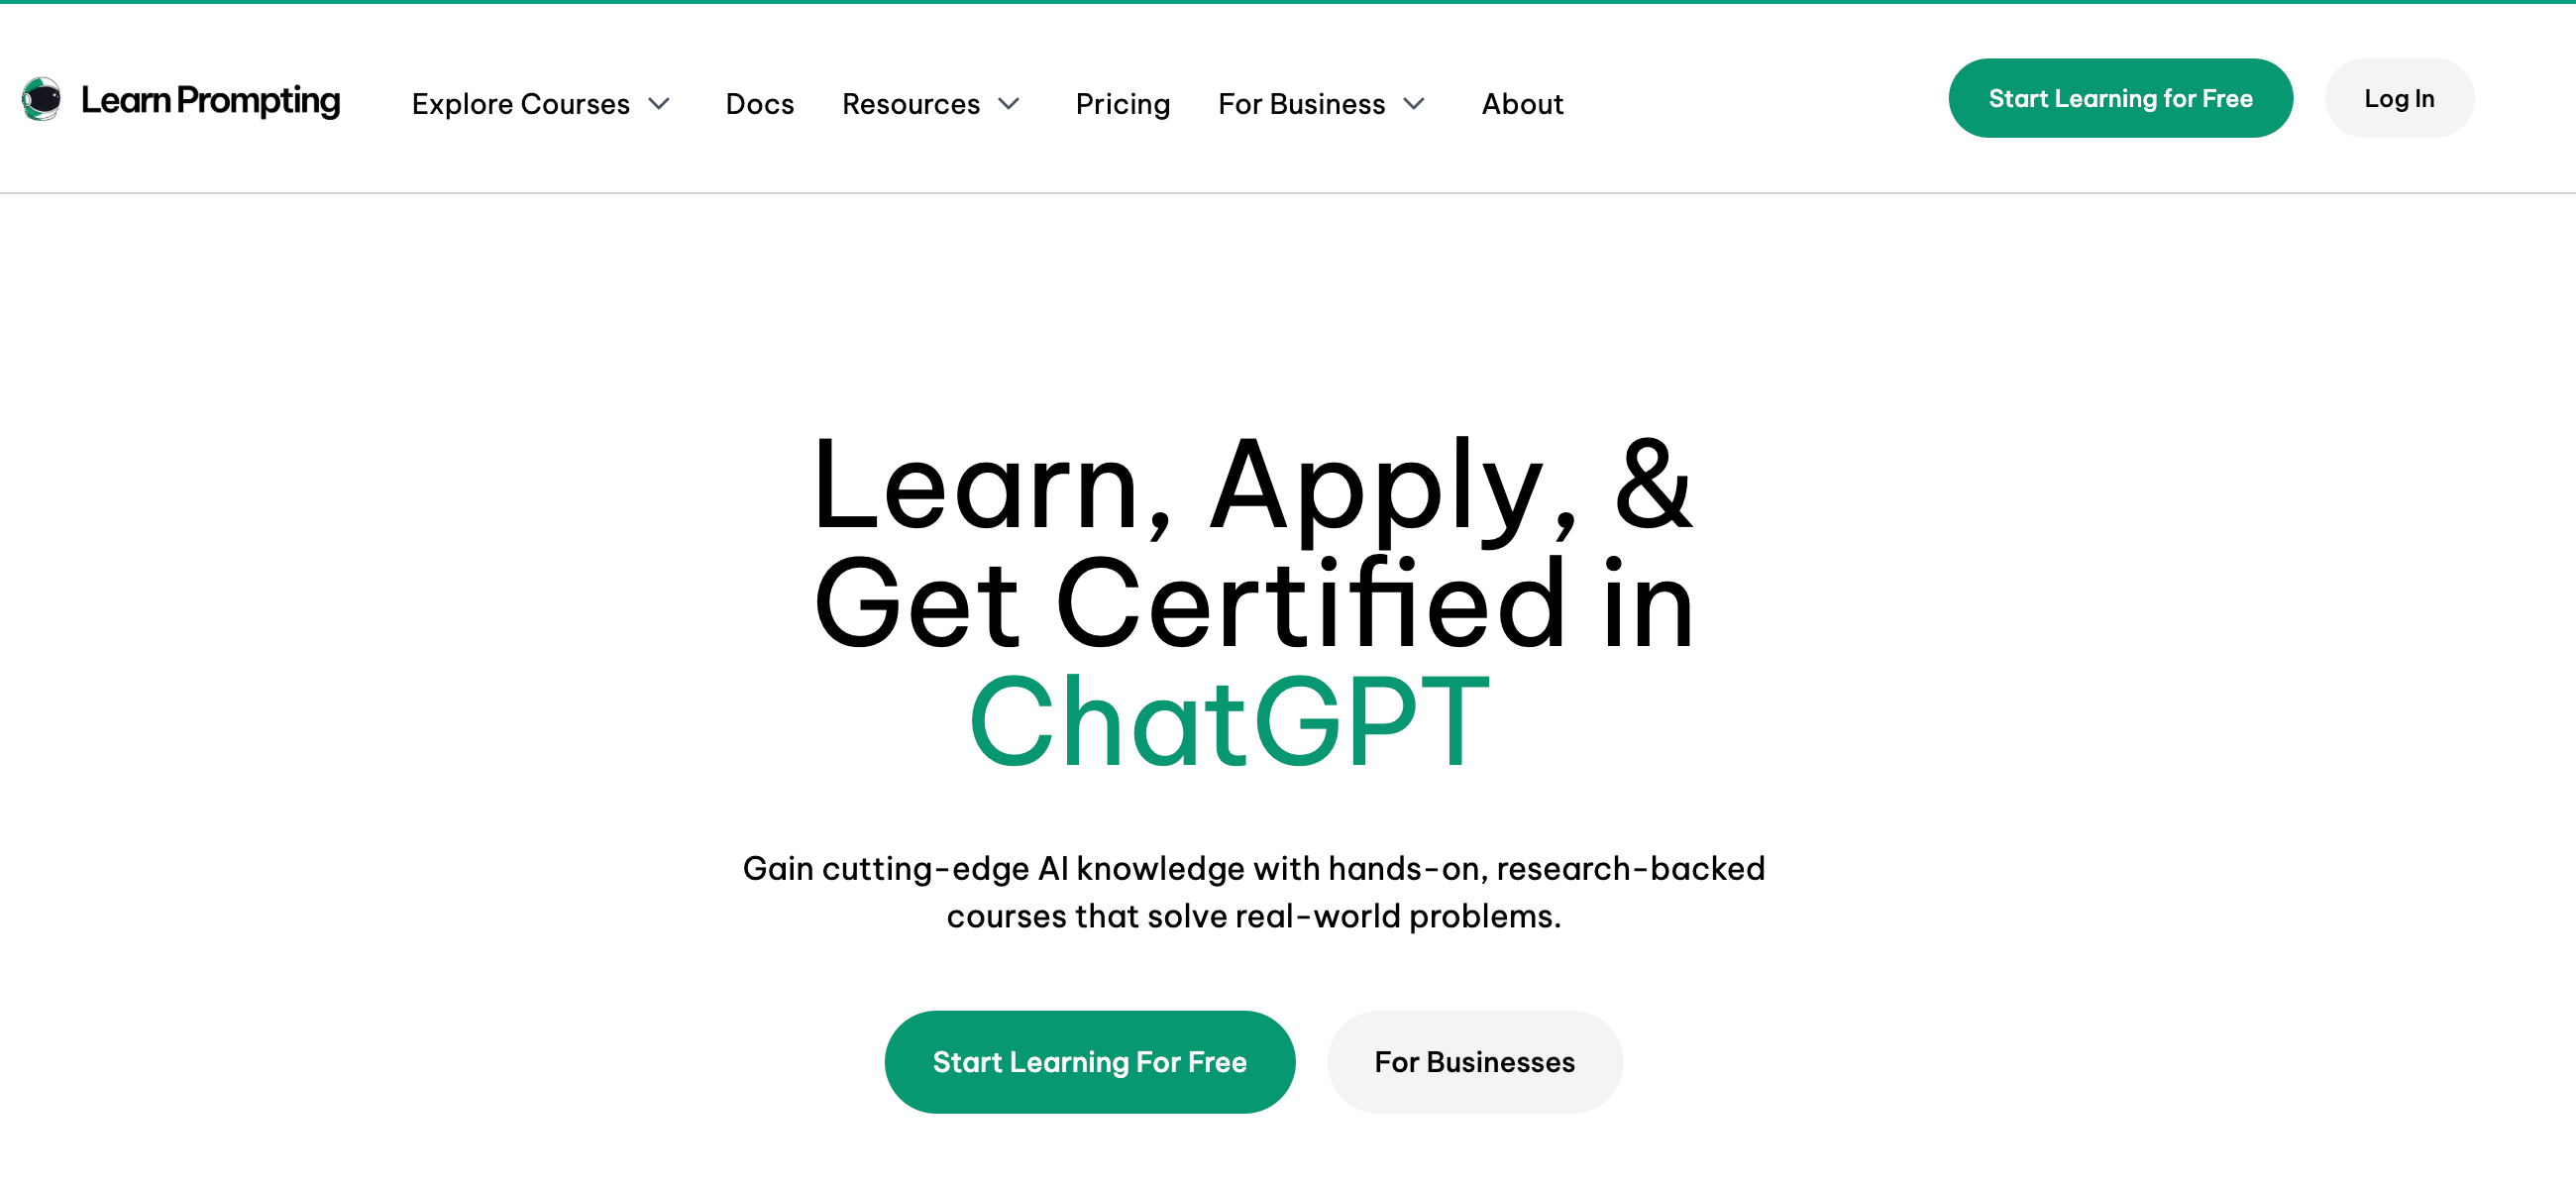 Learn Prompting
Explore Courses
Docs
Resources
Pricing
For Business
About
Start Learning for Free
Log In
Learn, Apply, &
Get Certified in
ChatGPT
Gain cutting-edge AI knowledge with hands-on, research-backed
courses that solve real-world problems.
Start Learning For Free
For Businesses